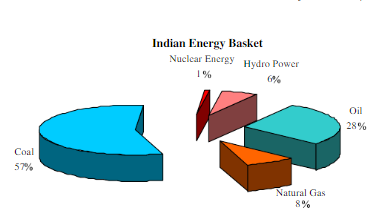 Indian Energy Basket
Nuclear Energy
1%
Hydro Power
6%
Oil
28%
Coal
57%
Natural Gas
8%